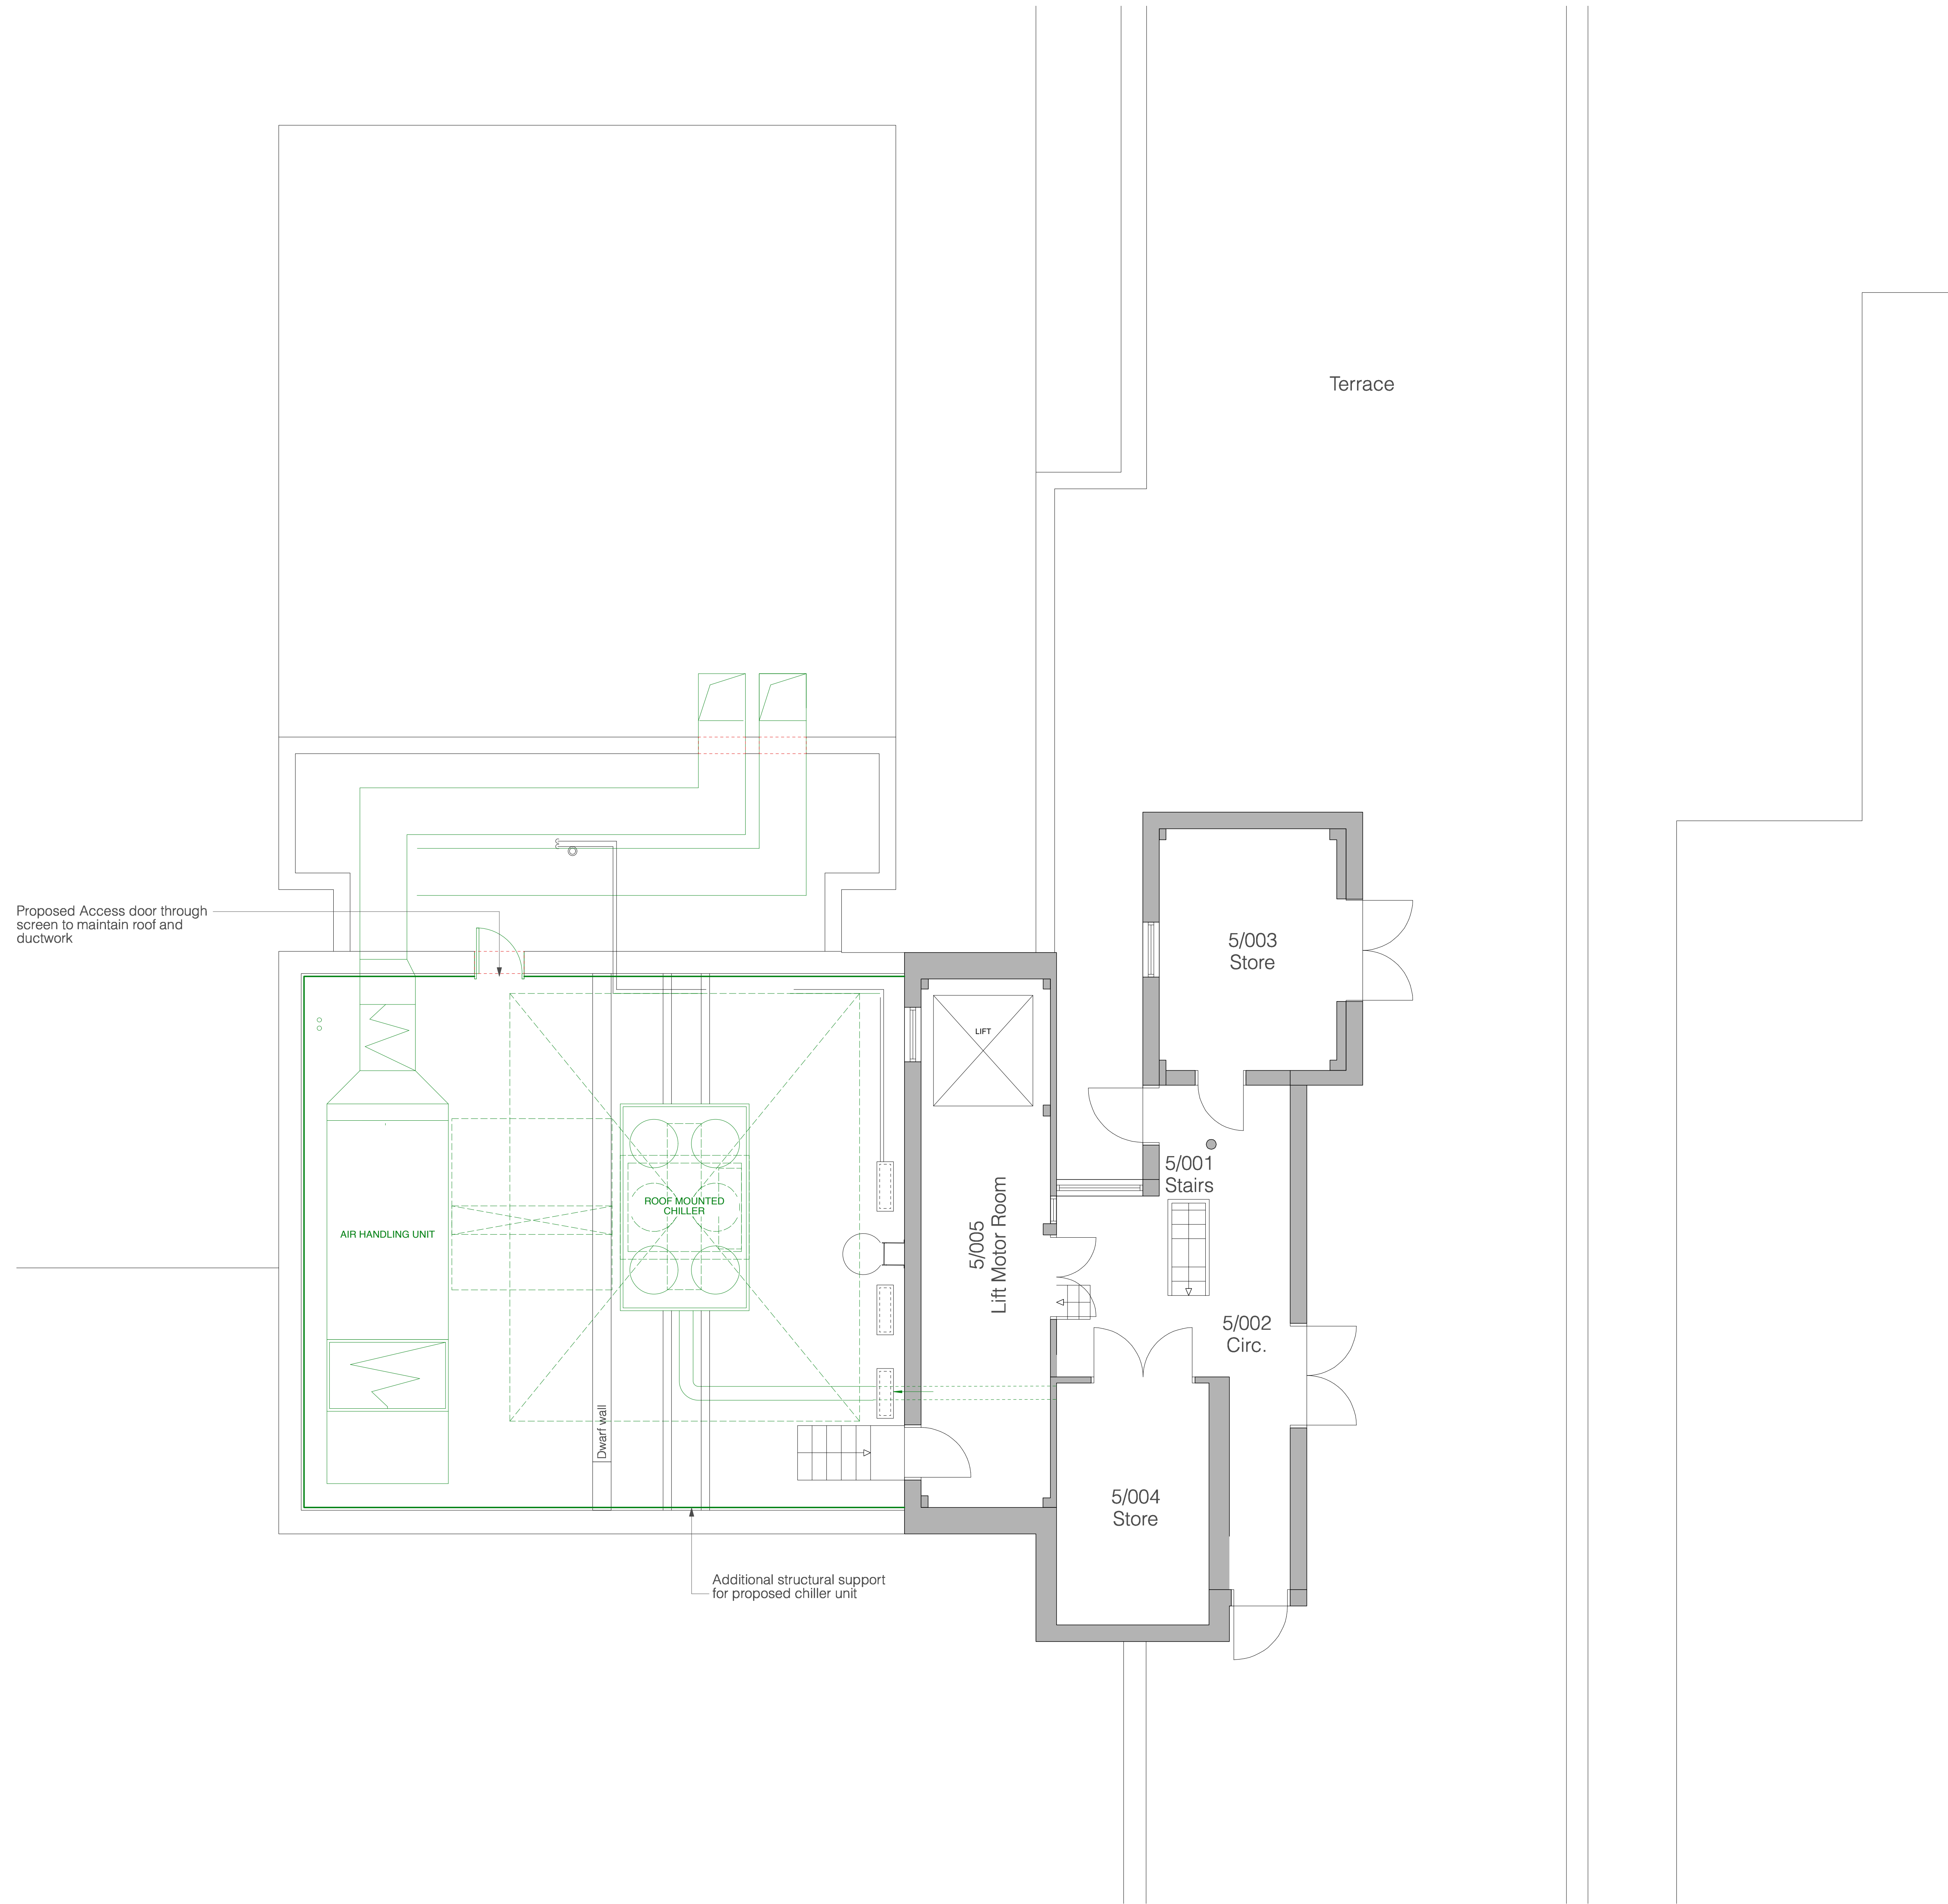 Terrace
Proposed Access door through
screen to maintain roof and
ductwork
5/003
Store
LIFT
5/001
Stairs
ROOF MOUNTED
CHILLER
AIR HANDLING UNIT
5/005
Lift Motor Room
5/002
Circ.
Dwarf wall
5/004
Store
Additional structural support
for proposed chiller unit